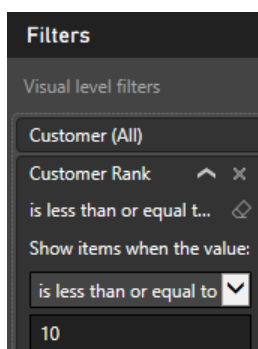 Filters
Visual level filters
Customer (All)
Customer Rank
is less than or equal t...
Show items when the value:
is less than or equal to
10